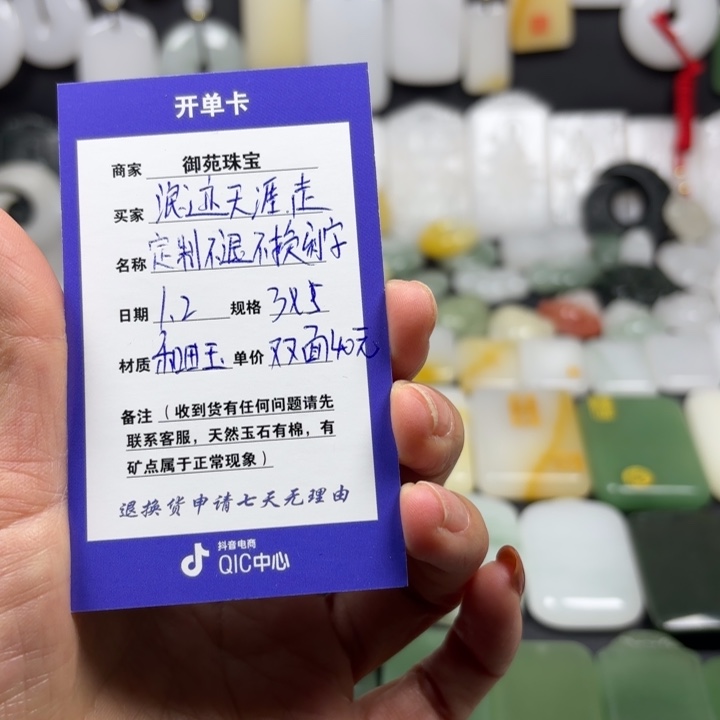 开单卡
商家 御苑珠宝
买家 浪迹天涯.走
名称 定制不退不换刻字
日期 1.2 规格 3X5
材质 和田玉 单价 双面40元
备注（收到货有任何问题请先
联系客服，天然玉石有棉，有
矿点属于正常现象）
退换货申请七天无理由
抖音电商
QIC中心